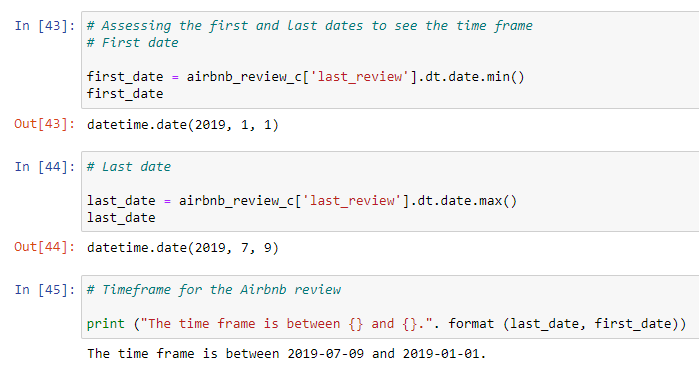 In [43]: # Assessing the first and last dates to see the time frame
# First date
first_date = airbnb_review_c['last_review'].dt.date.min()
first_date
Out[43]: datetime.date(2019, 1, 1)
In [44]: # Last date
last_date = airbnb_review_c['last_review'].dt.date.max()
last_date
Out[44]: datetime.date(2019, 7, 9)
In [45]: # Timeframe for the Airbnb review
print ("The time frame is between {} and {}.". format (last_date, first_date))
The time frame is between 2019-07-09 and 2019-01-01.